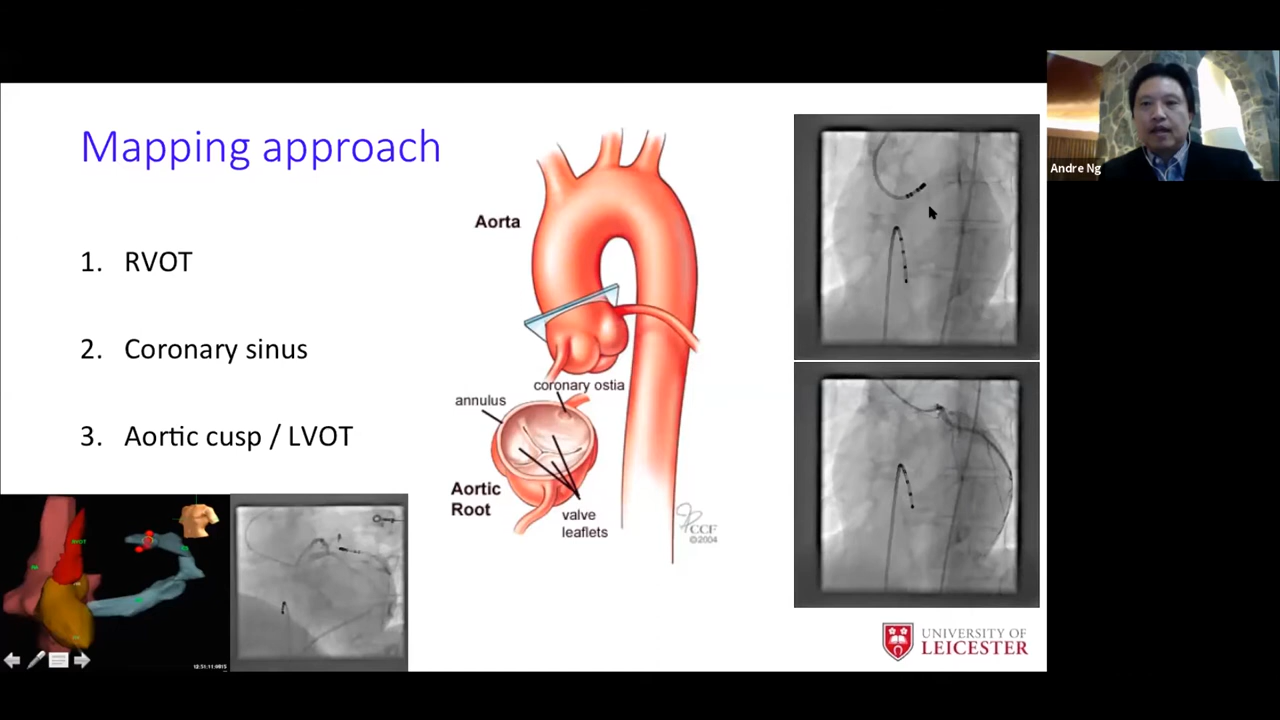 Mapping approach
1. RVOT
2. Coronary sinus
3. Aortic cusp / LVOT
Aorta
coronary ostia
annulus
Aortic
Root
valve
leaflets
CCF
©2004
RVOT
UNIVERSITY OF
LEICESTER
Andre Ng